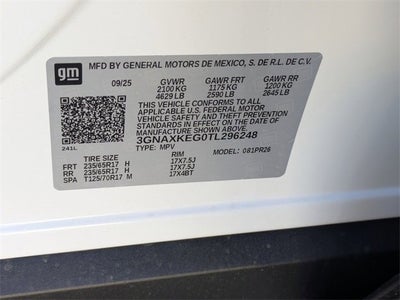 gm MFD BY GENERAL MOTORS DE MEXICO, S. DE R.L. DE C.V.
09/25 GVWR GAWR FRT GAWR RR
2100 KG 1175 KG 1200 KG
4629 LB 2590 LB 2645 LB
THIS VEHICLE CONFORMS TO ALL
APPLICABLE U.S. FEDERAL MOTOR
VEHICLE SAFETY, BUMPER, AND THEFT
PREVENTION STANDARDS IN EFFECT ON
THE DATE OF MANUFACTURE SHOWN ABOVE.
3GNAXKEG0TL296248
241L TYPE: MPV MODEL: 081PR26
TIRE SIZE RIM
FRT 235/65R17 H 17X7.5J
RR 235/65R17 H 17X7.5J
SPA T125/70R17 M 17X4BT